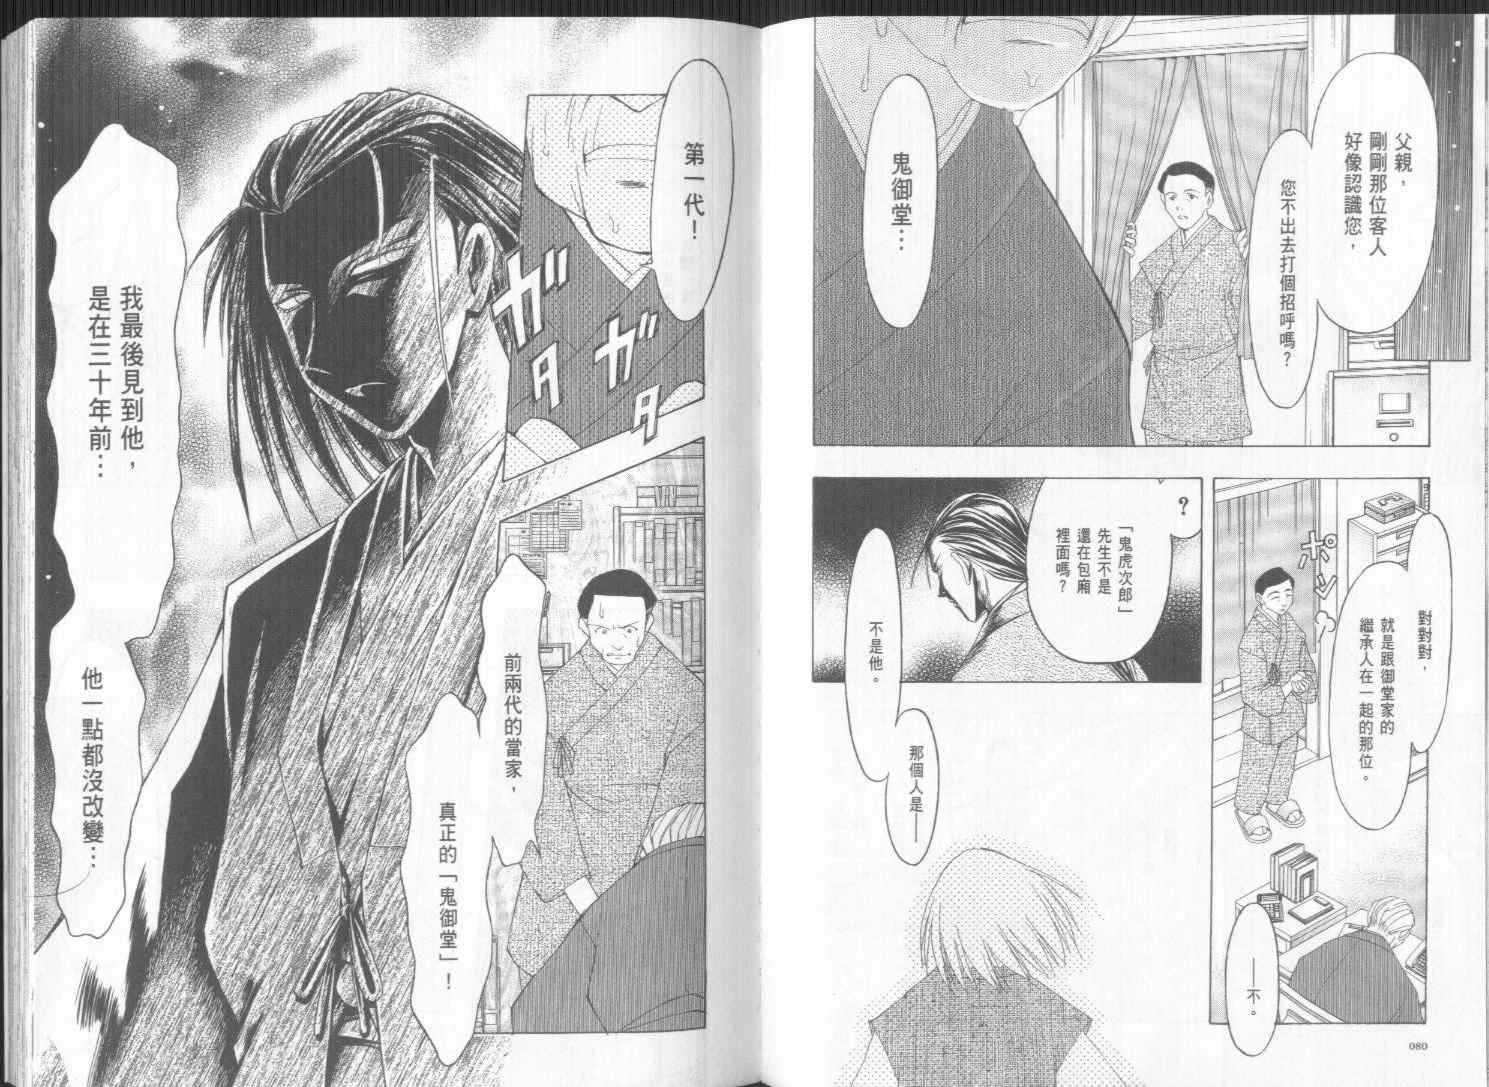 父親，
剛剛那位客人
好像認識您，
您不出去打個招呼嗎？
鬼御堂…
對對對，
就是跟御堂家的
繼承人在一起的那位。
ポンッ
——不。
？
「鬼虎次郎」
先生不是
還在包廂
裡面嗎？
不是他。
那個人是——
080
第一代！
ガタ
ガタ
前兩代的當家，
真正的「鬼御堂」！
我最後見到他，
是在三十年前…
他一點都沒改變…